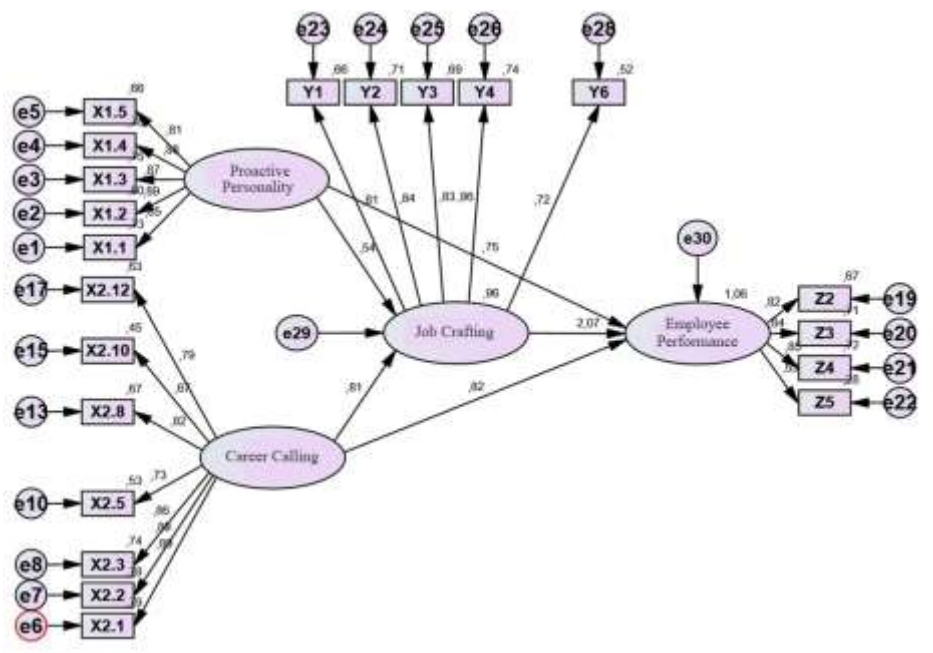 e23
e24
e25
e26
e28
,66
,71
,69
,74
,52
Y1
Y2
Y3
Y4
Y6
,66
e5
X1.5
,81
e4
X1.4
e3
X1.3
,87
e2
X1.2
e1
X1.1
Proactive
Personality
,81
,84
,83
,86
,72
,75
,54
e30
,53
e17
X2.12
,45
e15
X2.10
,79
,67
,67
e13
X2.8
,82
e29
Job Crafting
,96
2,07
1,06
Employee
Performance
,82
,67
Z2
e19
Z3
e20
Z4
e21
Z5
e22
,81
,82
Career Calling
,53
,73
e10
X2.5
,74
e8
X2.3
e7
X2.2
e6
X2.1